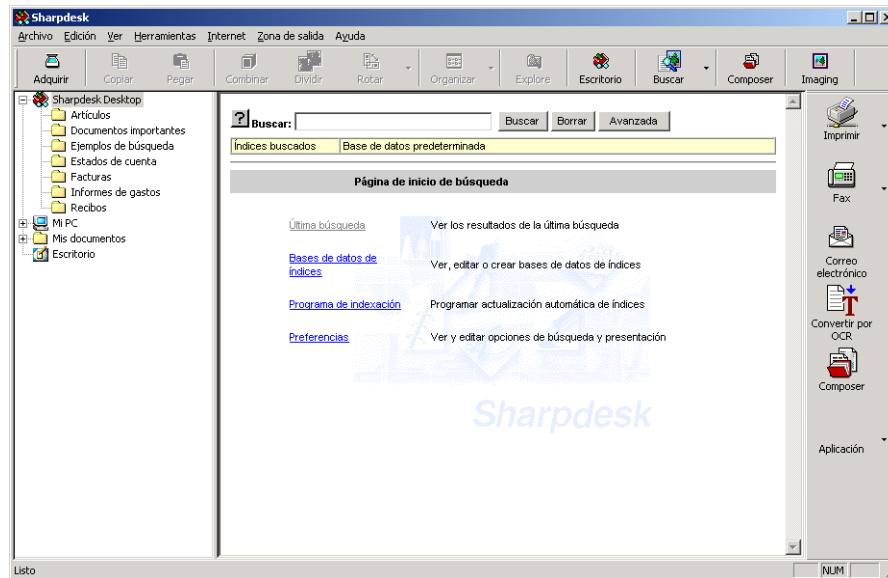 Sharpdesk
Archivo Edición Ver Herramientas Internet Zona de salida Ayuda
Adquirir Copiar Pegar Combinar Dividir Rotar Organizar Explore Escritorio Buscar Composer Imaging
Sharpdesk Desktop
Artículos
Documentos importantes
Ejemplos de búsqueda
Estados de cuenta
Facturas
Informes de gastos
Recibos
Mi PC
Mis documentos
Escritorio
? Buscar: Buscar Borrar Avanzada
Índices buscados Base de datos predeterminada
Página de inicio de búsqueda
Última búsqueda Ver los resultados de la última búsqueda
Bases de datos de
índices Ver, editar o crear bases de datos de índices
Programa de indexación Programar actualización automática de índices
Preferencias Ver y editar opciones de búsqueda y presentación
Sharpdesk
Imprimir
Fax
Correo
electrónico
Convertir por
OCR
Composer
Aplicación
Listo NUM